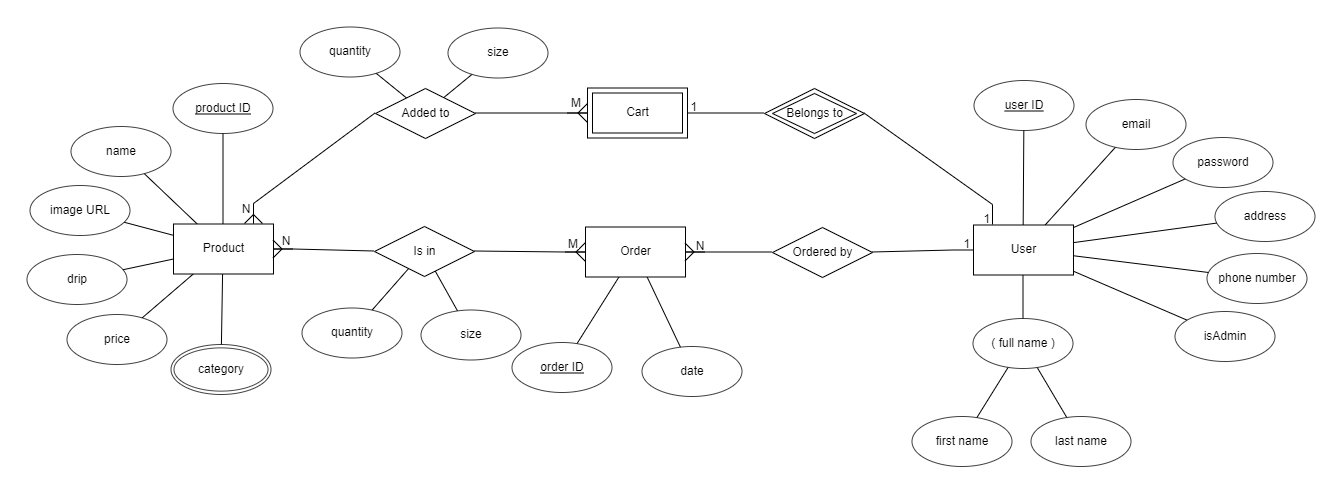 quantity
size
product ID
Added to
M
Cart
1
Belongs to
user ID
email
name
password
image URL
N
1
address
Product
N
Is in
M
Order
N
Ordered by
1
User
drip
phone number
price
quantity
size
isAdmin
( full name )
category
order ID
date
first name
last name